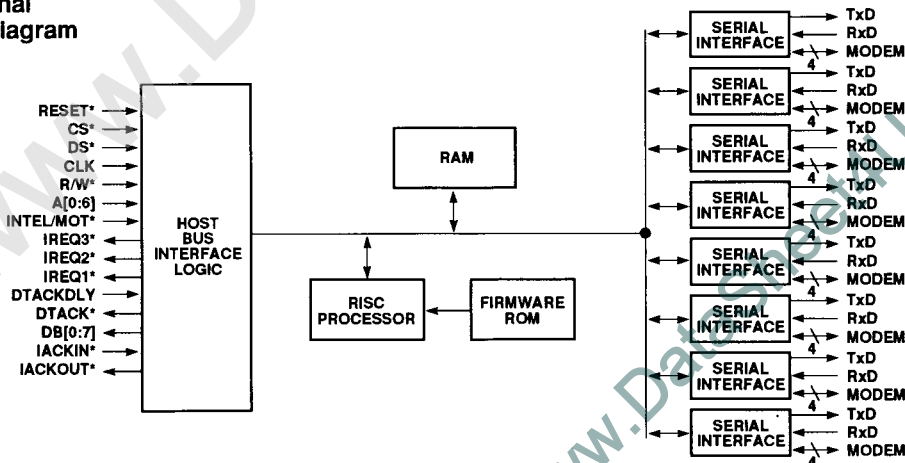 nal
iagram
RESET*
CS*
DS*
CLK
R/W*
A[0:6]
INTEL/MOT*
IREQ3*
IREQ2*
IREQ1*
DTACKDLY
DTACK*
DB[0:7]
IACKIN*
IACKOUT*
HOST
BUS
INTERFACE
LOGIC
RAM
RISC
PROCESSOR
FIRMWARE
ROM
SERIAL
INTERFACE
TxD
RxD
MODEM
4
SERIAL
INTERFACE
TxD
RxD
MODEM
4
SERIAL
INTERFACE
TxD
RxD
MODEM
4
SERIAL
INTERFACE
TxD
RxD
MODEM
4
SERIAL
INTERFACE
TxD
RxD
MODEM
4
SERIAL
INTERFACE
TxD
RxD
MODEM
4
SERIAL
INTERFACE
TxD
RxD
MODEM
4
SERIAL
INTERFACE
TxD
RxD
MODEM
4
www.D
ww.DataSheet4U